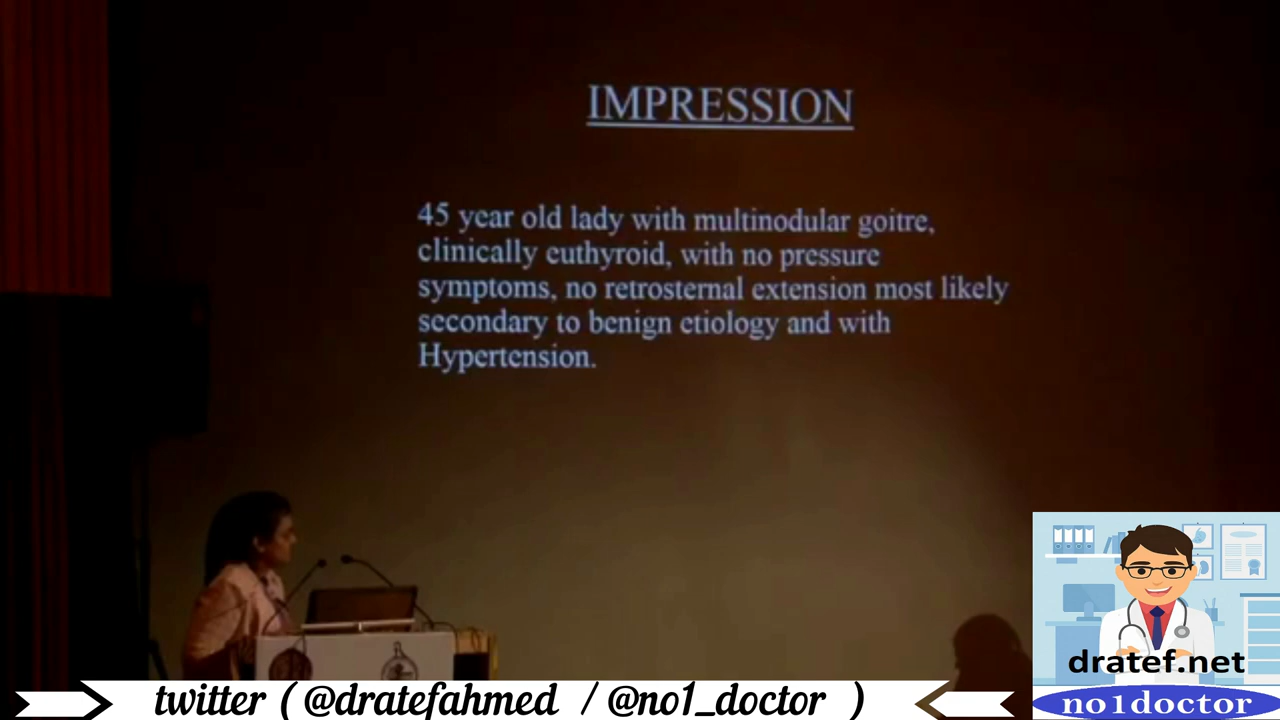 IMPRESSION
45 year old lady with multinodular goitre,
clinically euthyroid, with no pressure
symptoms, no retrosternal extension most likely
secondary to benign etiology and with
Hypertension.
dratef.net
no1doctor
twitter ( @dratefahmed / @no1_doctor )